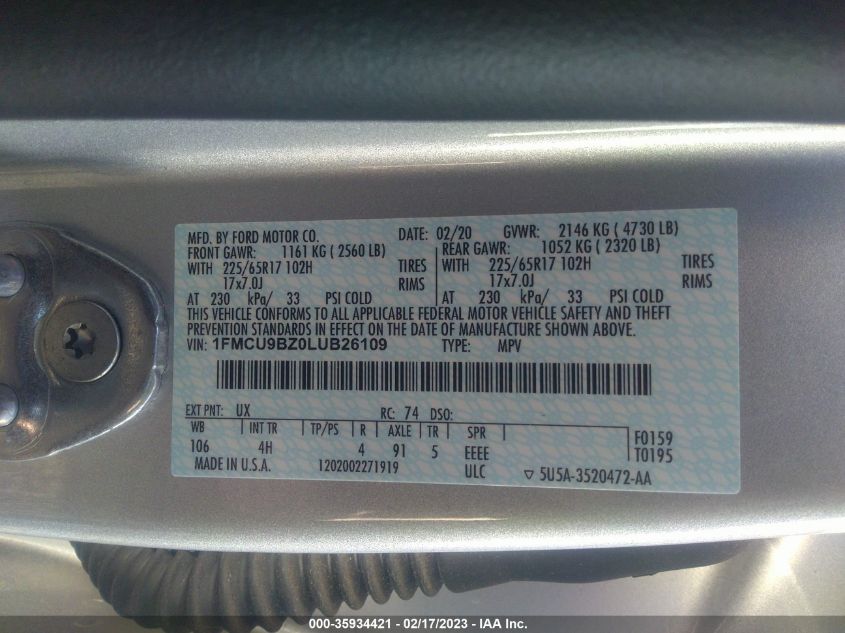 MFD. BY FORD MOTOR CO. DATE: 02/20 GVWR: 2146 KG ( 4730 LB)
FRONT GAWR: 1161 KG ( 2560 LB) REAR GAWR: 1052 KG ( 2320 LB)
WITH 225/65R17 102H TIRES WITH 225/65R17 102H TIRES
17x7.0J RIMS 17x7.0J RIMS
AT 230 kPa/ 33 PSI COLD AT 230 kPa/ 33 PSI COLD
THIS VEHICLE CONFORMS TO ALL APPLICABLE FEDERAL MOTOR VEHICLE SAFETY AND THEFT
PREVENTION STANDARDS IN EFFECT ON THE DATE OF MANUFACTURE SHOWN ABOVE.
VIN: 1FMCU9BZ0LUB26109 TYPE: MPV
EXT PNT: UX RC: 74 DSO:
WB INT TR TP/PS R AXLE TR SPR
106 4H 4 91 5 EEEE F0159
T0195
MADE IN U.S.A. 1202002271919 ULC ▽ 5U5A-3520472-AA
000-35934421 - 02/17/2023 - IAA Inc.